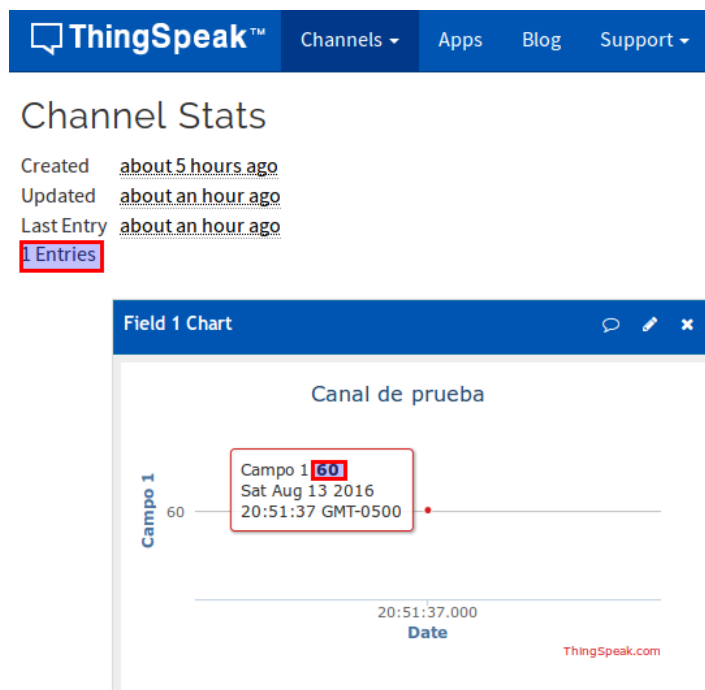 ThingSpeak™ Channels Apps Blog Support
Channel Stats
Created about 5 hours ago
Updated about an hour ago
Last Entry about an hour ago
1 Entries
Field 1 Chart
Canal de prueba
Campo 1
60
Campo 1 60
Sat Aug 13 2016
20:51:37 GMT-0500
20:51:37.000
Date
ThingSpeak.com